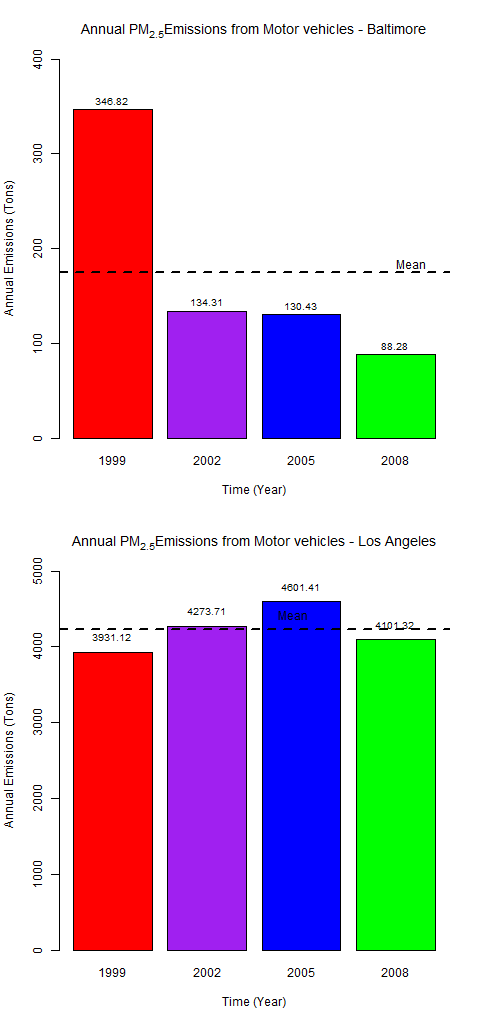 Annual PM2.5Emissions from Motor vehicles - Baltimore
Annual Emissions (Tons)
400
300
200
100
0
346.82
134.31
130.43
88.28
Mean
1999 2002 2005 2008
Time (Year)
Annual PM2.5Emissions from Motor vehicles - Los Angeles
Annual Emissions (Tons)
5000
4000
3000
2000
1000
0
3931.12
4273.71
4601.41
4101.32
Mean
1999 2002 2005 2008
Time (Year)